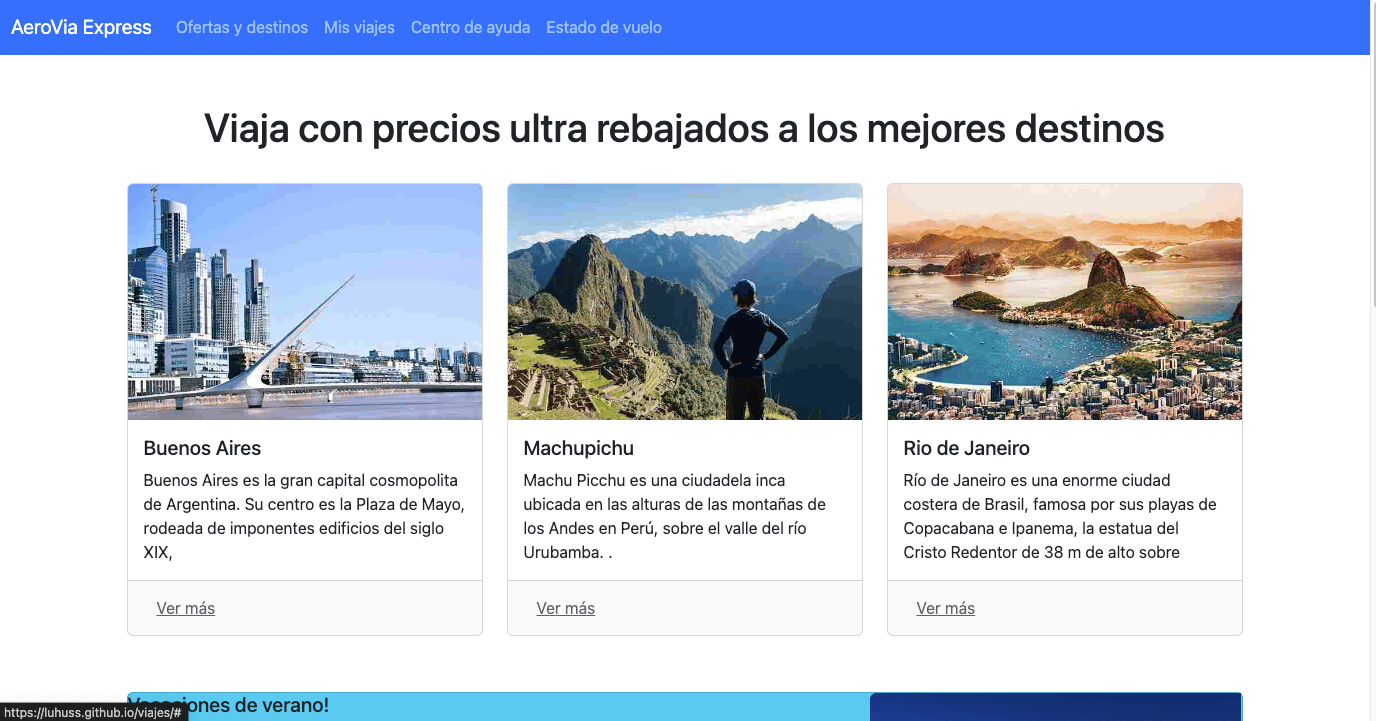 AeroVia Express Ofertas y destinos Mis viajes Centro de ayuda Estado de vuelo
Viaja con precios ultra rebajados a los mejores destinos
Buenos Aires
Buenos Aires es la gran capital cosmopolita
de Argentina. Su centro es la Plaza de Mayo,
rodeada de imponentes edificios del siglo
XIX,
Ver más
Machupichu
Machu Picchu es una ciudadela inca
ubicada en las alturas de las montañas de
los Andes en Perú, sobre el valle del río
Urubamba. .
Ver más
Rio de Janeiro
Río de Janeiro es una enorme ciudad
costera de Brasil, famosa por sus playas de
Copacabana e Ipanema, la estatua del
Cristo Redentor de 38 m de alto sobre
Ver más
Vacaciones de verano!
https://luhuss.github.io/viajes/#